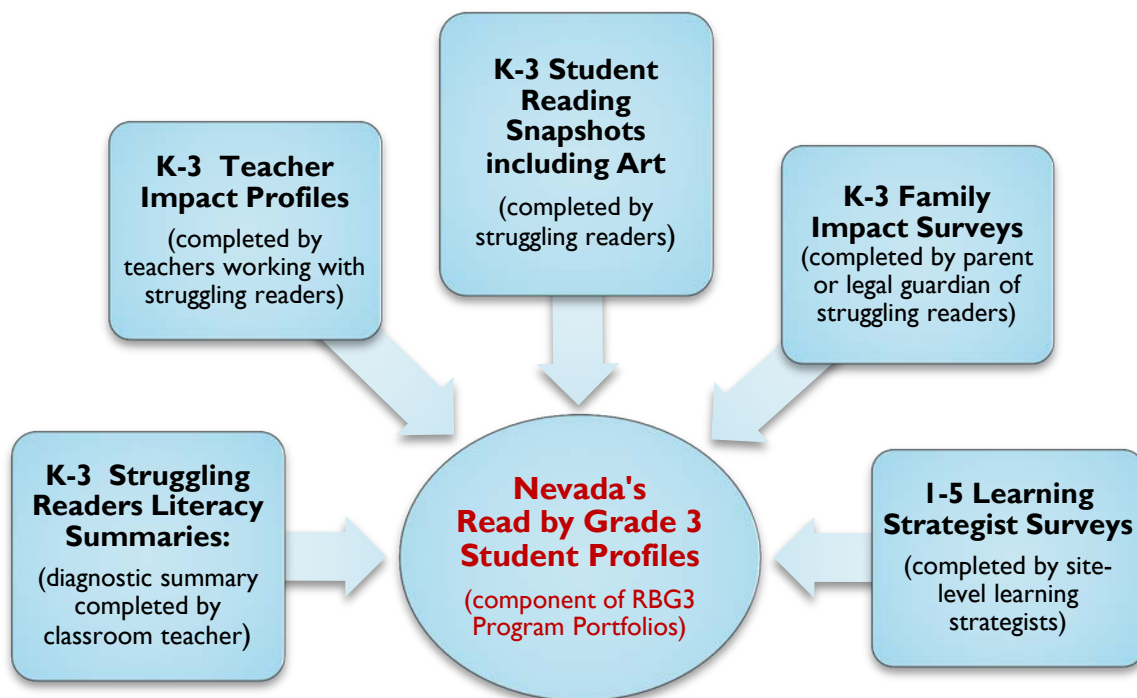 K-3 Student
Reading
Snapshots
including Art
(completed by
struggling readers)
K-3 Teacher
Impact Profiles
(completed by
teachers working with
struggling readers)
K-3 Family
Impact Surveys
(completed by parent
or legal guardian of
struggling readers)
K-3 Struggling
Readers Literacy
Summaries:
(diagnostic summary
completed by
classroom teacher)
Nevada's
Read by Grade 3
Student Profiles
(component of RBG3
Program Portfolios)
1-5 Learning
Strategist Surveys
(completed by site-
level learning
strategists)